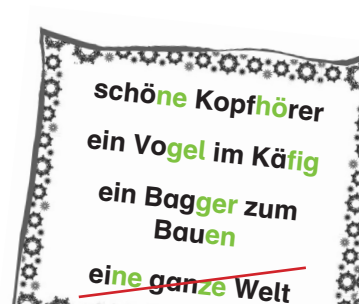 schöne Kopfhörer
ein Vogel im Käfig
ein Bagger zum
Bauen
eine ganze Welt